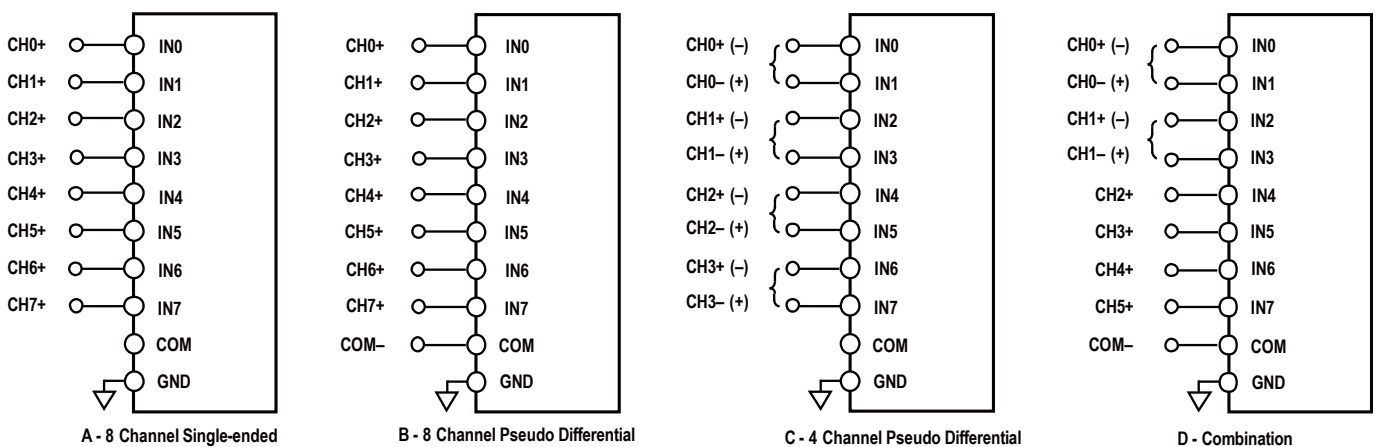 CH0+ IN0
CH1+ IN1
CH2+ IN2
CH3+ IN3
CH4+ IN4
CH5+ IN5
CH6+ IN6
CH7+ IN7
COM
GND
A - 8 Channel Single-ended
CH0+ IN0
CH1+ IN1
CH2+ IN2
CH3+ IN3
CH4+ IN4
CH5+ IN5
CH6+ IN6
CH7+ IN7
COM– COM
GND
B - 8 Channel Pseudo Differential
CH0+ (–) IN0
CH0– (+) IN1
CH1+ (–) IN2
CH1– (+) IN3
CH2+ (–) IN4
CH2– (+) IN5
CH3+ (–) IN6
CH3– (+) IN7
COM
GND
C - 4 Channel Pseudo Differential
CH0+ (–) IN0
CH0– (+) IN1
CH1+ (–) IN2
CH1– (+) IN3
CH2+ IN4
CH3+ IN5
CH4+ IN6
CH5+ IN7
COM– COM
GND
D - Combination